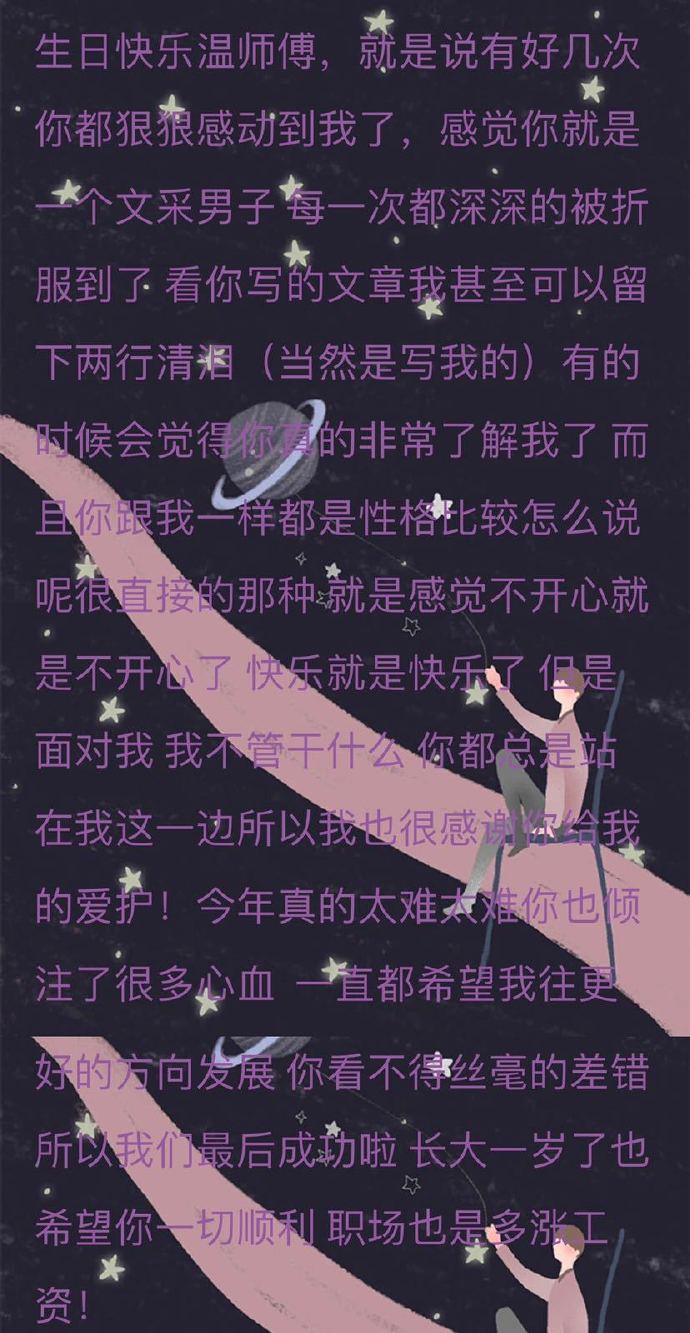 生日快乐温师傅，就是说有好几次
你都狠狠感动到我了，感觉你就是
一个文采男子 每一次都深深的被折
服到了 看你写的文章我甚至可以留
下两行清泪（当然是写我的）有的
时候会觉得你真的非常了解我了 而
且你跟我一样都是性格比较怎么说
呢很直接的那种 就是感觉不开心就
是不开心了 快乐就是快乐了 但是
面对我 我不管干什么 你都总是站
在我这一边所以我也很感谢你给我
的爱护！今年真的太难太难你也倾
注了很多心血 一直都希望我往更
好的方向发展 你看不得丝毫的差错
所以我们最后成功啦 长大一岁了也
希望你一切顺利 职场也是多涨工
资！